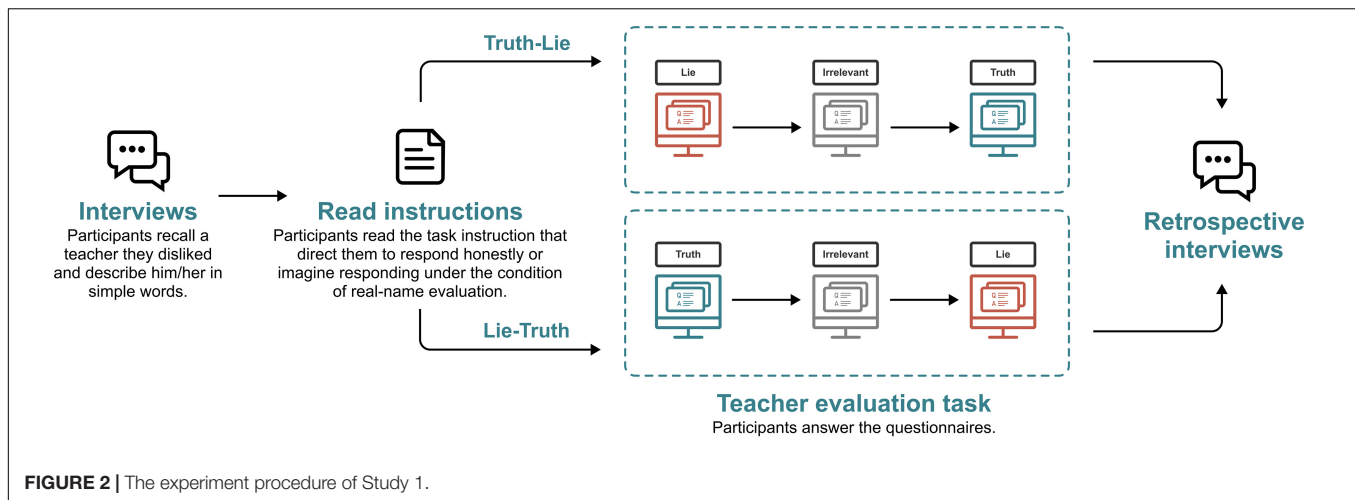 Interviews
Participants recall a
teacher they disliked
and describe him/her in
simple words.
Read instructions
Participants read the task instruction that
direct them to respond honestly or
imagine responding under the condition
of real-name evaluation.
Truth-Lie
Lie
Q
A
Irrelevant
Q
A
Truth
Q
A
Lie-Truth
Truth
Q
A
Irrelevant
Q
A
Lie
Q
A
Teacher evaluation task
Participants answer the questionnaires.
Retrospective
interviews
FIGURE 2 | The experiment procedure of Study 1.